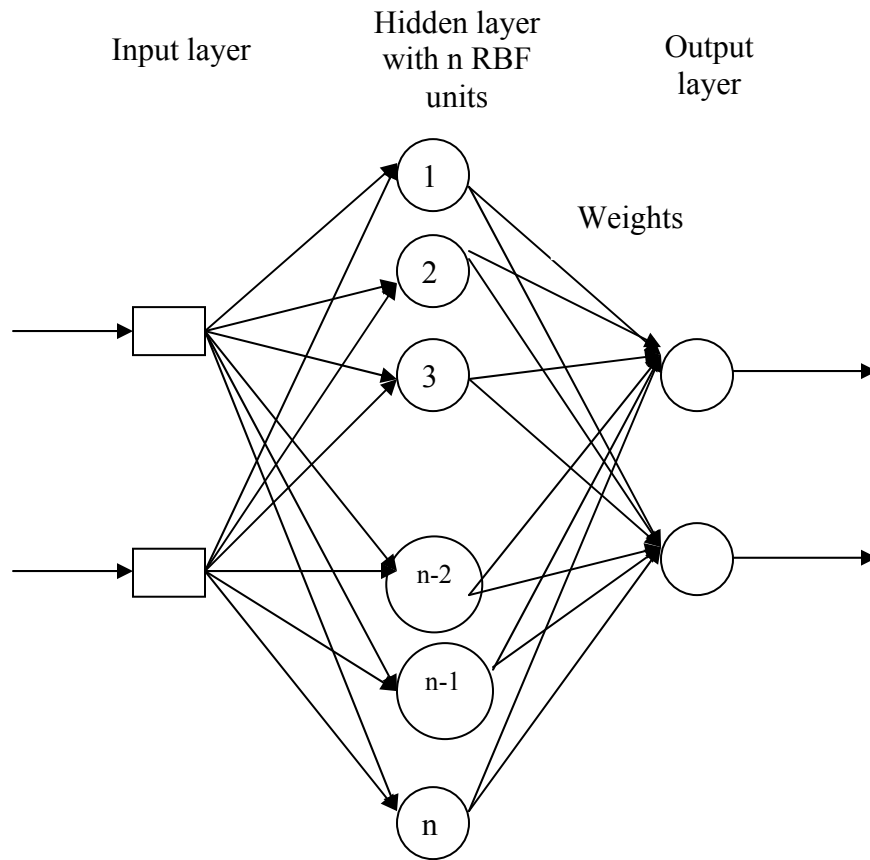 Input layer
Hidden layer
with n RBF
units
Output
layer
Weights
1
2
3
n-2
n-1
n